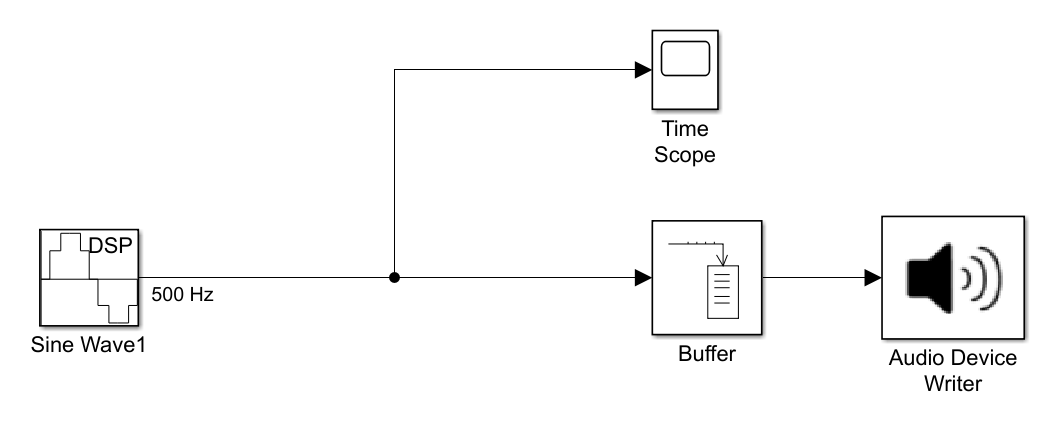 Time
Scope
DSP
500 Hz
Sine Wave1
Buffer
Audio Device
Writer